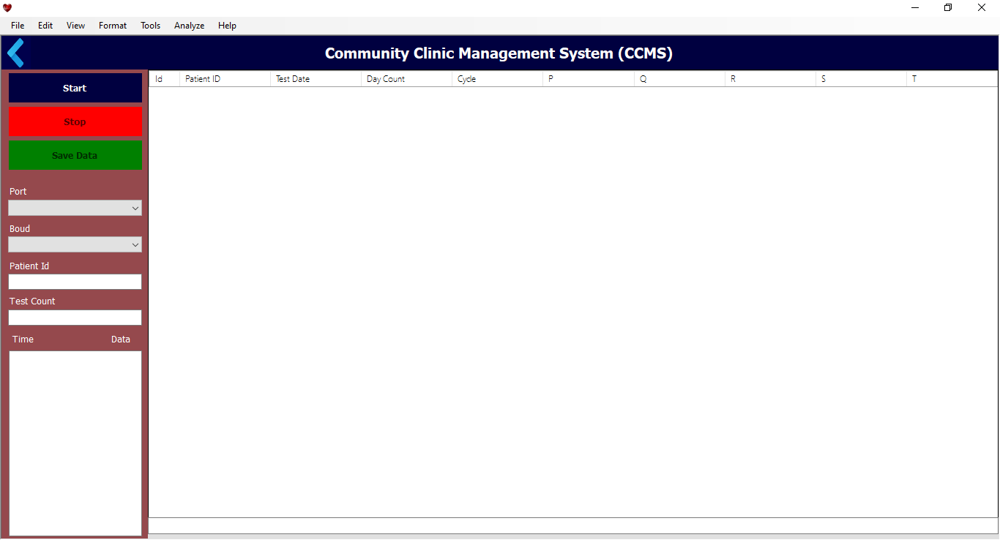 File Edit View Format Tools Analyze Help
Community Clinic Management System (CCMS)
Start
Stop
Save Data
Port
Boud
Patient Id
Test Count
Time Data
Id Patient ID Test Date Day Count Cycle P Q R S T